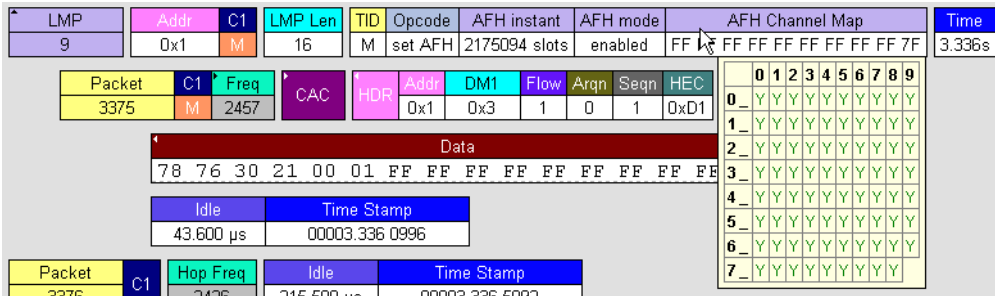 LMP Addr C1 LMP Len TID Opcode AFH instant AFH mode AFH Channel Map Time
9 0x1 M 16 M set AFH 2175094 slots enabled FF FF FF FF FF FF FF FF 7F 3.336s
Packet C1 Freq CAC HDR Addr DM1 Flow Arqn Seqn HEC
3375 M 2457 0x1 0x3 1 0 1 0xD1
0 1 2 3 4 5 6 7 8 9
0_ Y Y Y Y Y Y Y Y Y Y
1_ Y Y Y Y Y Y Y Y Y Y
Data
2_ Y Y Y Y Y Y Y Y Y Y
78 76 30 21 00 01 FF FF FF FF FF FF FF FF FF
3_ Y Y Y Y Y Y Y Y Y Y
4_ Y Y Y Y Y Y Y Y Y Y
Idle Time Stamp
5_ Y Y Y Y Y Y Y Y Y Y
43.600 µs 00003.336 0996
6_ Y Y Y Y Y Y Y Y Y Y
7_ Y Y Y Y Y Y Y Y Y
Packet C1 Hop Freq Idle Time Stamp